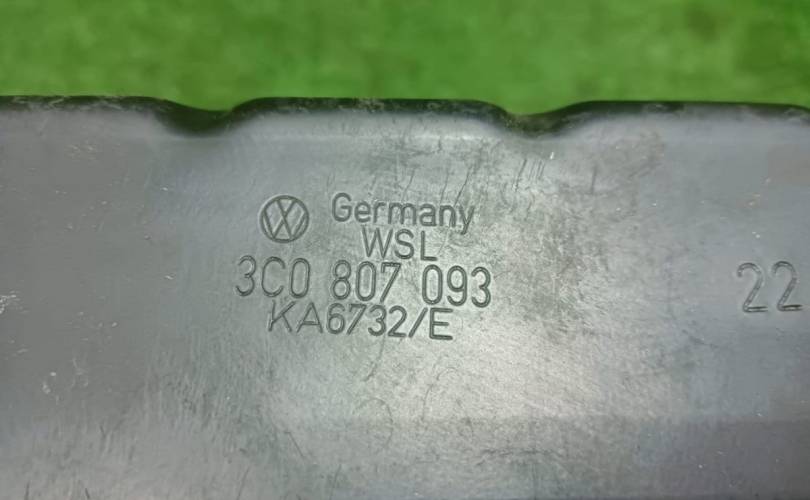 Germany
WSL
3C0 807 093
KA6732/E
22